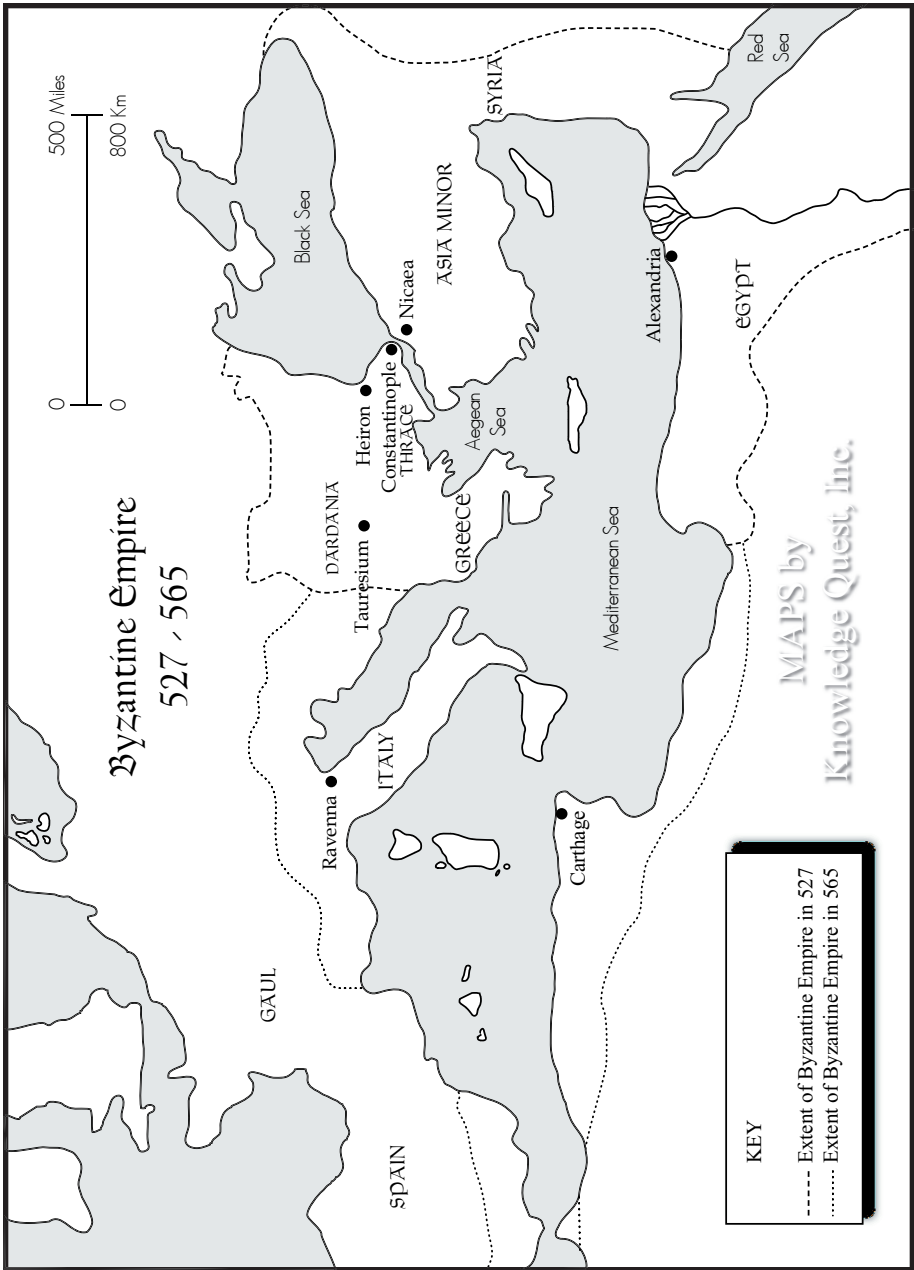 Byzantine Empire
527 - 565
0 500 Miles
0 800 Km
Black Sea
Red
Sea
SYRIA
ASIA MINOR
Nicaea
Constantinople
Heiron
THRACE
Aegean
Sea
DARDANIA
Tauresium
GREECE
Alexandria
EGYPT
Mediterranean Sea
ITALY
Ravenna
Carthage
GAUL
SPAIN
MAPS by
Knowledge Quest, Inc.
KEY
Extent of Byzantine Empire in 527
Extent of Byzantine Empire in 565